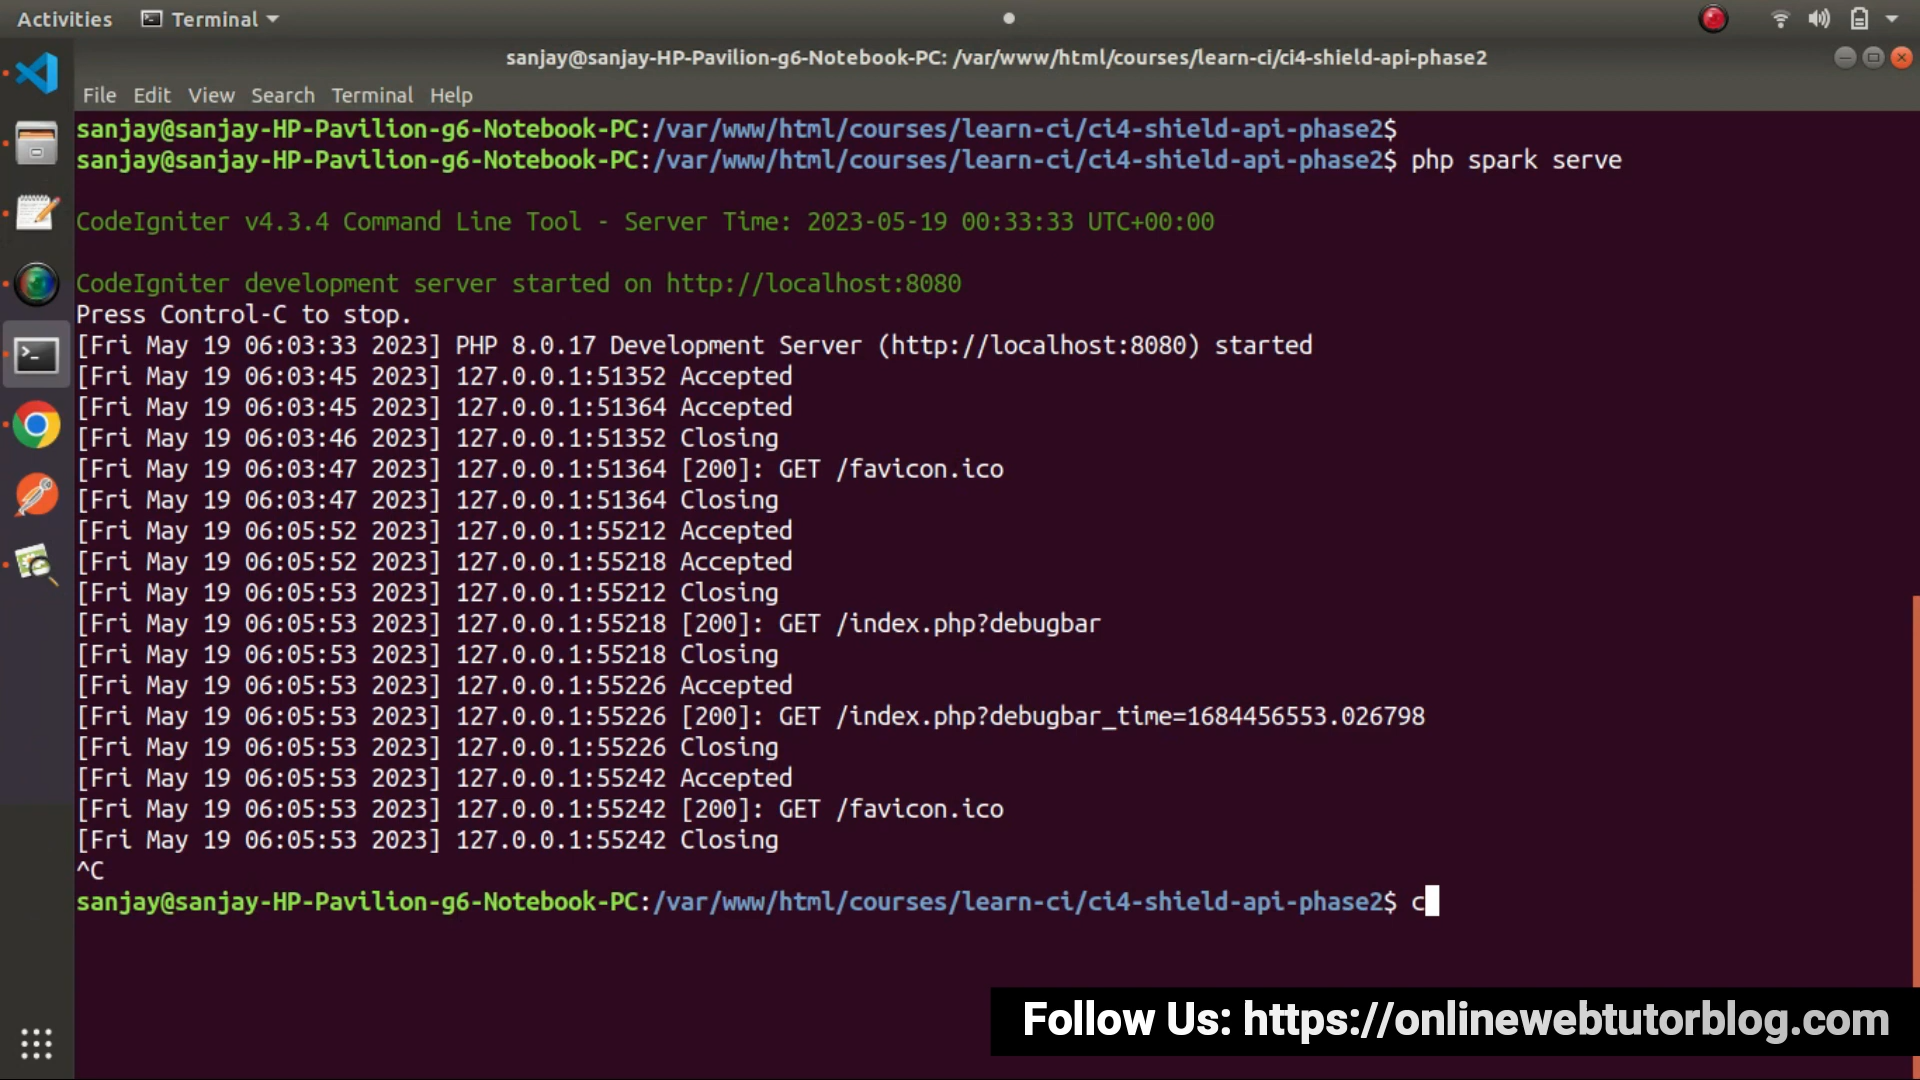 Activities Terminal
sanjay@sanjay-HP-Pavilion-g6-Notebook-PC: /var/www/html/courses/learn-ci/ci4-shield-api-phase2
File Edit View Search Terminal Help
sanjay@sanjay-HP-Pavilion-g6-Notebook-PC:/var/www/html/courses/learn-ci/ci4-shield-api-phase2$
sanjay@sanjay-HP-Pavilion-g6-Notebook-PC:/var/www/html/courses/learn-ci/ci4-shield-api-phase2$ php spark serve
CodeIgniter v4.3.4 Command Line Tool - Server Time: 2023-05-19 00:33:33 UTC+00:00
CodeIgniter development server started on http://localhost:8080
Press Control-C to stop.
[Fri May 19 06:03:33 2023] PHP 8.0.17 Development Server (http://localhost:8080) started
[Fri May 19 06:03:45 2023] 127.0.0.1:51352 Accepted
[Fri May 19 06:03:45 2023] 127.0.0.1:51364 Accepted
[Fri May 19 06:03:46 2023] 127.0.0.1:51352 Closing
[Fri May 19 06:03:47 2023] 127.0.0.1:51364 [200]: GET /favicon.ico
[Fri May 19 06:03:47 2023] 127.0.0.1:51364 Closing
[Fri May 19 06:05:52 2023] 127.0.0.1:55212 Accepted
[Fri May 19 06:05:52 2023] 127.0.0.1:55218 Accepted
[Fri May 19 06:05:53 2023] 127.0.0.1:55212 Closing
[Fri May 19 06:05:53 2023] 127.0.0.1:55218 [200]: GET /index.php?debugbar
[Fri May 19 06:05:53 2023] 127.0.0.1:55218 Closing
[Fri May 19 06:05:53 2023] 127.0.0.1:55226 Accepted
[Fri May 19 06:05:53 2023] 127.0.0.1:55226 [200]: GET /index.php?debugbar_time=1684456553.026798
[Fri May 19 06:05:53 2023] 127.0.0.1:55226 Closing
[Fri May 19 06:05:53 2023] 127.0.0.1:55242 Accepted
[Fri May 19 06:05:53 2023] 127.0.0.1:55242 [200]: GET /favicon.ico
[Fri May 19 06:05:53 2023] 127.0.0.1:55242 Closing
^C
sanjay@sanjay-HP-Pavilion-g6-Notebook-PC:/var/www/html/courses/learn-ci/ci4-shield-api-phase2$ c
Follow Us: https://onlinewebtutorblog.com